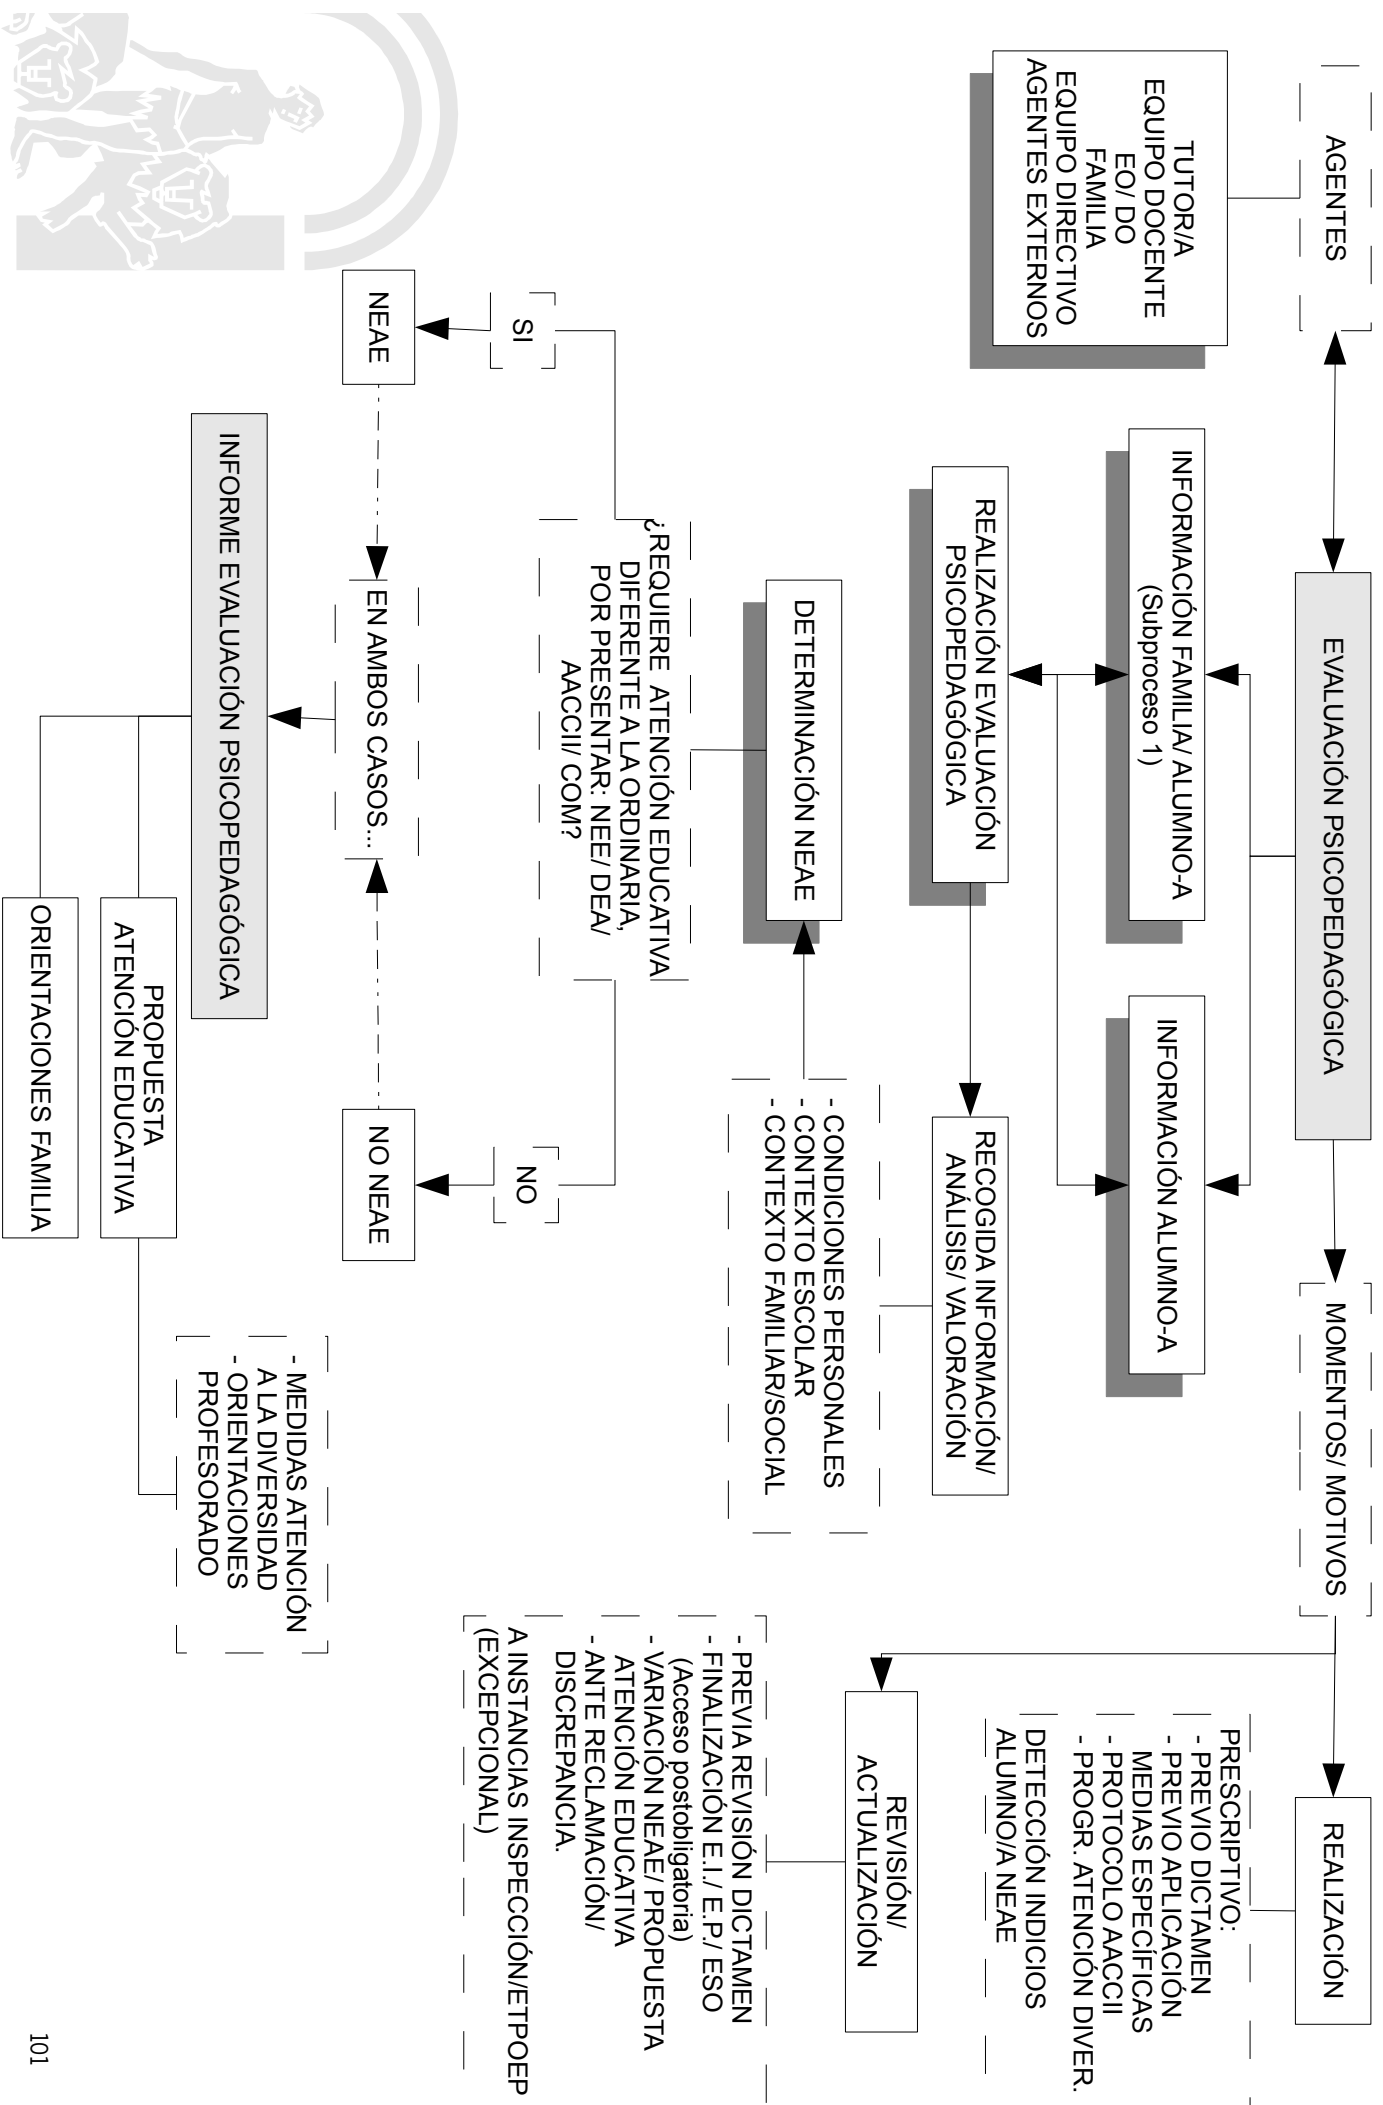 AGENTES
EVALUACIÓN PSICOPEDAGÓGICA
MOMENTOS/ MOTIVOS
REALIZACIÓN
TUTOR/A
EQUIPO DOCENTE
EO/ DO
FAMILIA
EQUIPO DIRECTIVO
AGENTES EXTERNOS
INFORMACIÓN FAMILIA/ ALUMNO-A
(Subproceso 1)
INFORMACIÓN ALUMNO-A
PRESCRIPTIVO:
- PREVIO DICTAMEN
- PREVIO APLICACIÓN
MEDIAS ESPECÍFICAS
- PROTOCOLO AACCII
- PROGR. ATENCIÓN DIVER.
DETECCIÓN INDICIOS
ALUMNO/A NEAE
REALIZACIÓN EVALUACIÓN
PSICOPEDAGÓGICA
RECOGIDA INFORMACIÓN/
ANÁLISIS/ VALORACIÓN
REVISIÓN/
ACTUALIZACIÓN
DETERMINACIÓN NEAE
- CONDICIONES PERSONALES
- CONTEXTO ESCOLAR
- CONTEXTO FAMILIAR/SOCIAL
- PREVIA REVISIÓN DICTAMEN
- FINALIZACIÓN E.I./ E.P./ ESO
(Acceso postobligatoria)
- VARIACIÓN NEAE/ PROPUESTA
ATENCIÓN EDUCATIVA
- ANTE RECLAMACIÓN/
DISCREPANCIA.
A INSTANCIAS INSPECCIÓN/ETPOEP
(EXCEPCIONAL)
¿REQUIERE ATENCIÓN EDUCATIVA
DIFERENTE A LA ORDINARIA,
POR PRESENTAR: NEE/ DEA/
AACCII/ COM?
SI
NO
NEAE
EN AMBOS CASOS...
NO NEAE
INFORME EVALUACIÓN PSICOPEDAGÓGICA
- MEDIDAS ATENCIÓN
A LA DIVERSIDAD
- ORIENTACIONES
PROFESORADO
PROPUESTA
ATENCIÓN EDUCATIVA
ORIENTACIONES FAMILIA
101